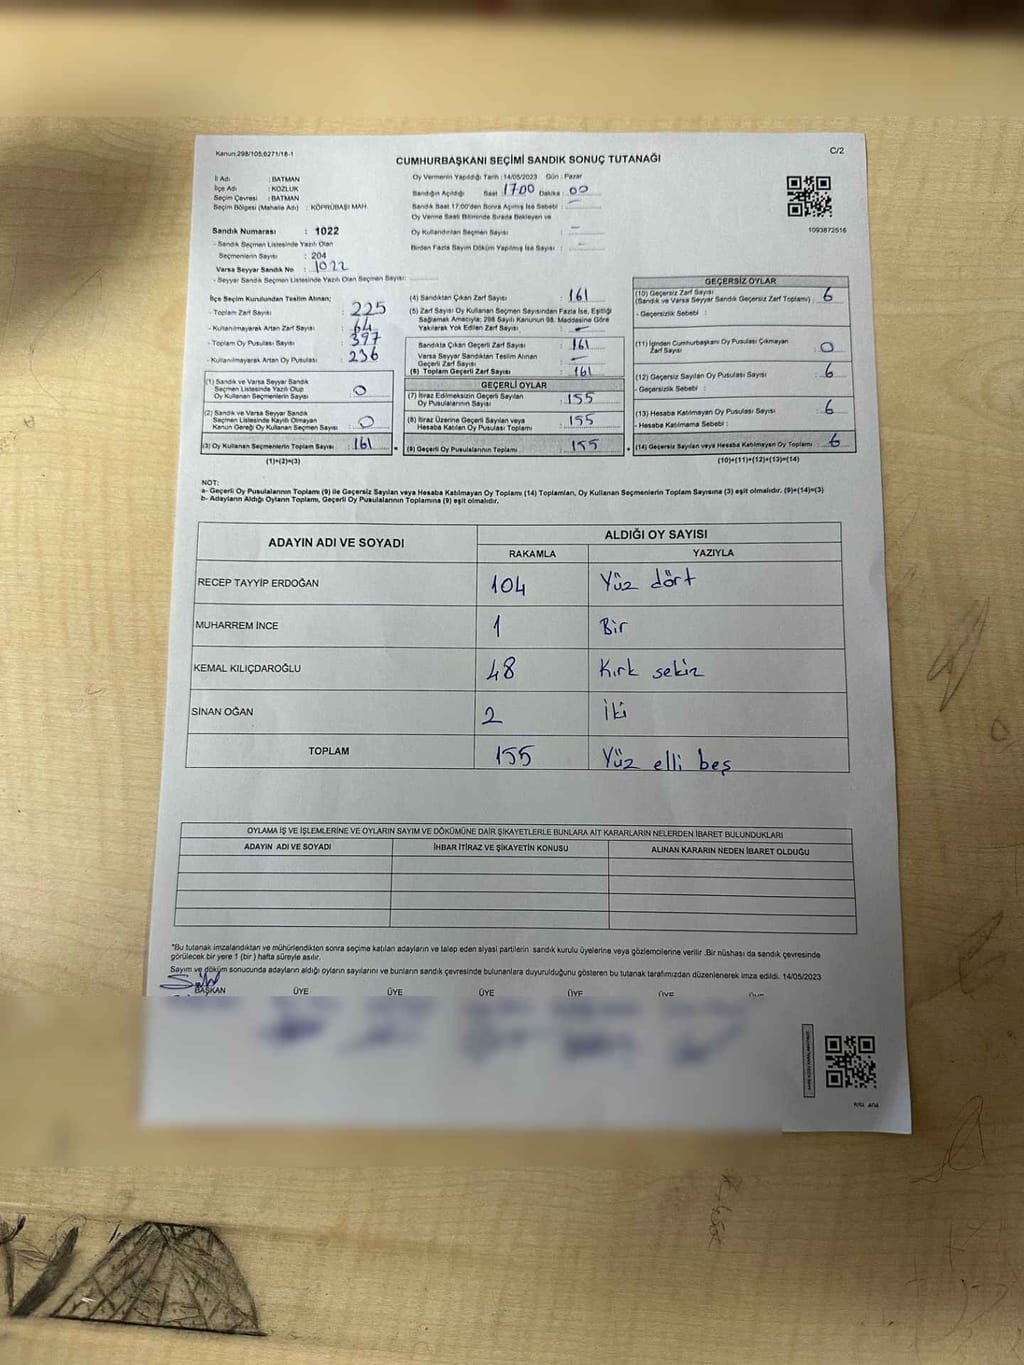 Kanun:298/105;6271/18-1
C/2
CUMHURBAŞKANI SEÇİMİ SANDIK SONUÇ TUTANAĞI
İl Adı : BATMAN
İlçe Adı : KOZLUK
Seçim Çevresi : BATMAN
Seçim Bölgesi (Mahalle Adı) : KÖPRÜBAŞI MAH.
Sandık Numarası : 1022
- Sandık Seçmen Listesinde Yazılı Olan
Seçmenlerin Sayısı : 204
Varsa Seyyar Sandık No : 1022
- Seyyar Sandık Seçmen Listesinde Yazılı Olan Seçmen Sayısı:
Oy Vermenin Yapıldığı Tarih :14/05/2023 Gün : Pazar
Sandığın Açıldığı Saat 1700 Dakika : 00
Sandık Saat 17:00'den Sonra Açılmış İse Sebebi : –
Oy Verme Saati Bitiminde Sırada Bekleyen ve
Oy Kullandırılan Seçmen Sayısı : –
Birden Fazla Sayım Döküm Yapılmış İse Sayısı : –
1093872516
İlçe Seçim Kurulundan Teslim Alınan;
- Toplam Zarf Sayısı : 225
- Kullanılmayarak Artan Zarf Sayısı : 64
- Toplam Oy Pusulası Sayısı : 397
- Kullanılmayarak Artan Oy Pusulası : 236
(1) Sandık ve Varsa Seyyar Sandık
Seçmen Listesinde Yazılı Olup
Oy Kullanan Seçmenlerin Sayısı : 0
(2) Sandık ve Varsa Seyyar Sandık
Seçmen Listesinde Kayıtlı Olmayan
Kanun Gereği Oy Kullanan Seçmen Sayısı : 0
(3) Oy Kullanan Seçmenlerin Toplam Sayısı : 161
(1)+(2)=(3)
(4) Sandıktan Çıkan Zarf Sayısı : 161
(5) Zarf Sayısı Oy Kullanan Seçmen Sayısından Fazla İse, Eşitliği
Sağlamak Amacıyla; 298 Sayılı Kanunun 98. Maddesine Göre
Yakılarak Yok Edilen Zarf Sayısı : –
Sandıkta Çıkan Geçerli Zarf Sayısı : 161
Varsa Seyyar Sandıktan Teslim Alınan
Geçerli Zarf Sayısı : –
(6) Toplam Geçerli Zarf Sayısı : 161
GEÇERLİ OYLAR
(7) İtiraz Edilmeksizin Geçerli Sayılan
Oy Pusulalarının Sayısı : 155
(8) İtiraz Üzerine Geçerli Sayılan veya
Hesaba Katılan Oy Pusulası Toplamı : 155
(9) Geçerli Oy Pusulalarının Toplamı : 155
GEÇERSİZ OYLAR
(10) Geçersiz Zarf Sayısı
(Sandık ve Varsa Seyyar Sandık Geçersiz Zarf Toplamı) : 6
- Geçersizlik Sebebi :
(11) İçinden Cumhurbaşkanı Oy Pusulası Çıkmayan
Zarf Sayısı : 0
(12) Geçersiz Sayılan Oy Pusulası Sayısı : 6
- Geçersizlik Sebebi :
(13) Hesaba Katılmayan Oy Pusulası Sayısı : 6
- Hesaba Katılmama Sebebi :
(14) Geçersiz Sayılan veya Hesaba Katılmayan Oy Toplamı : 6
(10)+(11)+(12)+(13)=(14)
NOT:
a- Geçerli Oy Pusulalarının Toplamı (9) ile Geçersiz Sayılan veya Hesaba Katılmayan Oy Toplamı (14) Toplamları, Oy Kullanan Seçmenlerin Toplam Sayısına (3) eşit olmalıdır. (9)+(14)=(3)
b- Adayların Aldığı Oyların Toplamı, Geçerli Oy Pusulalarının Toplamına (9) eşit olmalıdır.
ADAYIN ADI VE SOYADI
ALDIĞI OY SAYISI
RAKAMLA YAZIYLA
RECEP TAYYİP ERDOĞAN 104 Yüz dört
MUHARREM İNCE 1 Bir
KEMAL KILIÇDAROĞLU 48 Kırk sekiz
SİNAN OĞAN 2 İki
TOPLAM 155 Yüz elli beş
OYLAMA İŞ VE İŞLEMLERİNE VE OYLARIN SAYIM VE DÖKÜMÜNE DAİR ŞİKAYETLERLE BUNLARA AİT KARARLARIN NELERDEN İBARET BULUNDUKLARI
ADAYIN ADI VE SOYADI İHBAR İTİRAZ VE ŞİKAYETİN KONUSU ALINAN KARARIN NEDEN İBARET OLDUĞU
"Bu tutanak imzalandıktan ve mühürlendikten sonra seçime katılan adayların ve talep eden siyasi partilerin sandık kurulu üyelerine veya gözlemcilerine verilir .Bir nüshası da sandık çevresinde
görülecek bir yere 1 (bir ) hafta süreyle asılır.
Sayım ve döküm sonucunda adayların aldığı oyların sayılarını ve bunların sandık çevresinde bulunanlara duyurulduğunu gösteren bu tutanak tarafımızdan düzenlenerek imza edildi. 14/05/2023
BAŞKAN ÜYE ÜYE ÜYE ÜYE ÜYE